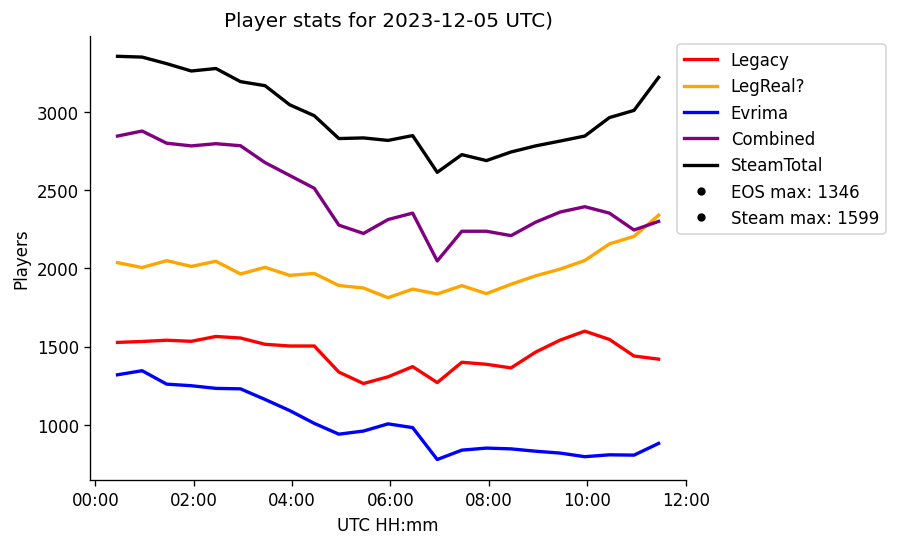 Player stats for 2023-12-05 UTC)
Legacy
LegReal?
Evrima
Combined
SteamTotal
EOS max: 1346
Steam max: 1599
Players
3000
2500
2000
1500
1000
00:00 02:00 04:00 06:00 08:00 10:00 12:00
UTC HH:mm